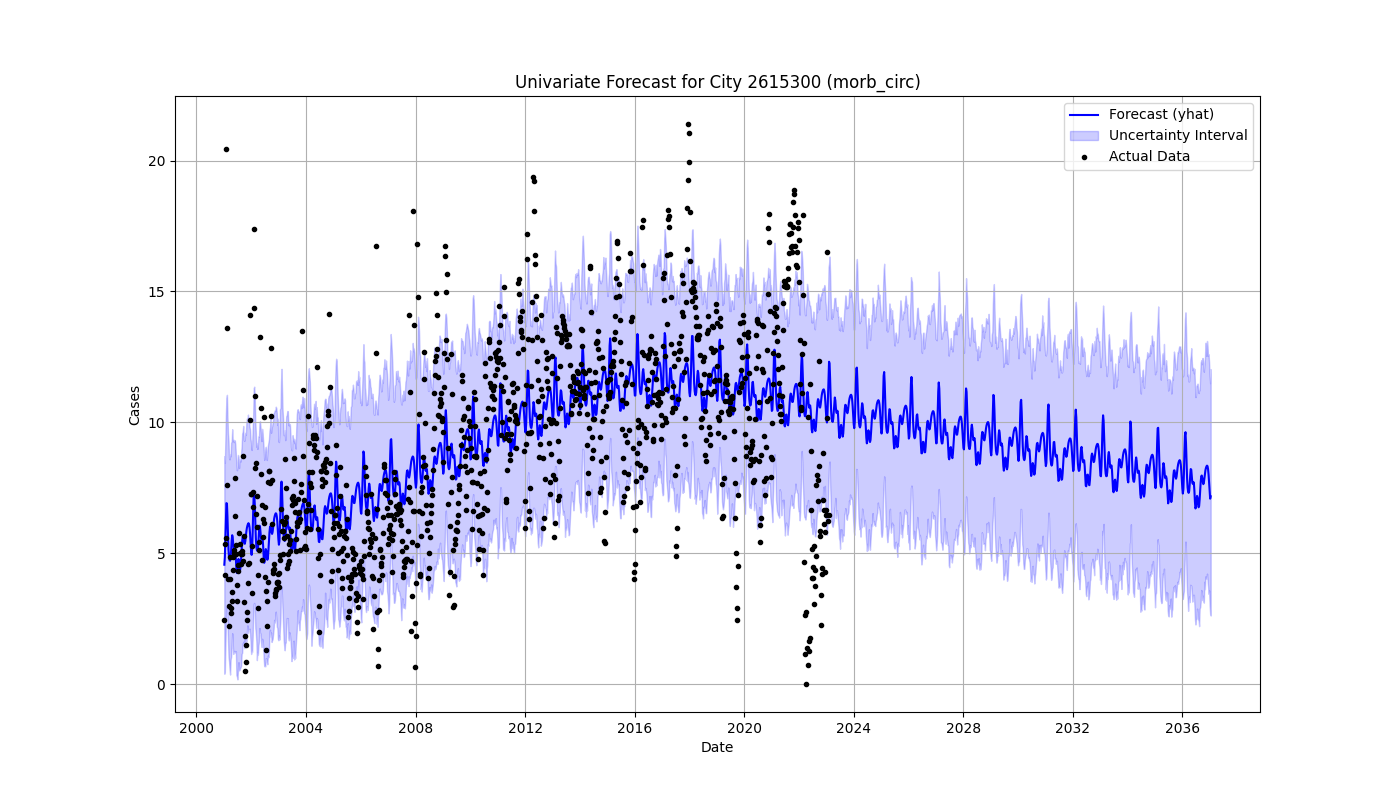 Univariate Forecast for City 2615300 (morb_circ)
Forecast (yhat)
Uncertainty Interval
Actual Data
Cases
20
15
10
5
0
2000 2004 2008 2012 2016 2020 2024 2028 2032 2036
Date